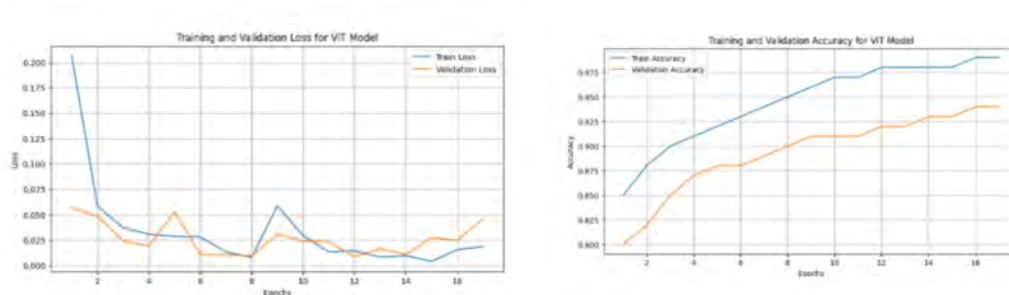 Training and Validation Loss for ViT Model
Train Loss
Validation Loss
0.200
0.175
0.150
0.125
0.100
0.075
0.050
0.025
0.000
Loss
2 4 6 8 10 12 14 16
Epochs
Training and Validation Accuracy for ViT Model
Train Accuracy
Validation Accuracy
0.975
0.950
0.925
0.900
0.875
0.850
0.825
0.800
Accuracy
2 4 6 8 10 12 14 16
Epochs